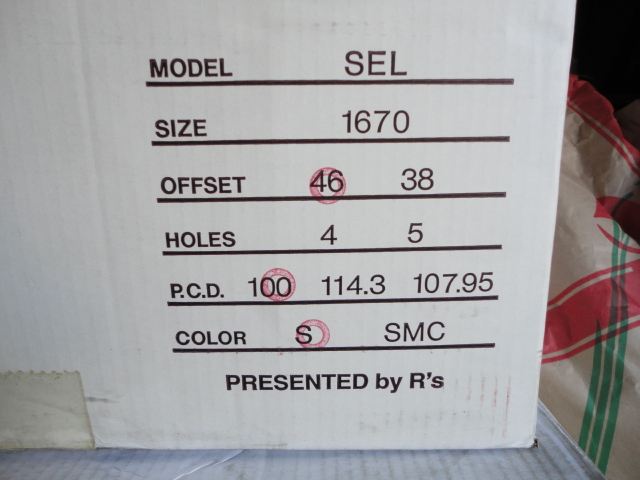 MODEL SEL
SIZE 1670
OFFSET 46 38
HOLES 4 5
P.C.D. 100 114.3 107.95
COLOR S SMC
PRESENTED by R's